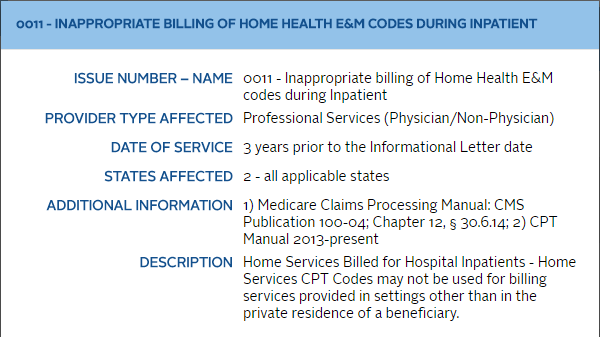 0011 - INAPPROPRIATE BILLING OF HOME HEALTH E&M CODES DURING INPATIENT
ISSUE NUMBER – NAME 0011 - Inappropriate billing of Home Health E&M
codes during Inpatient
PROVIDER TYPE AFFECTED Professional Services (Physician/Non-Physician)
DATE OF SERVICE 3 years prior to the Informational Letter date
STATES AFFECTED 2 - all applicable states
ADDITIONAL INFORMATION 1) Medicare Claims Processing Manual: CMS
Publication 100-04; Chapter 12, § 30.6.14; 2) CPT
Manual 2013-present
DESCRIPTION Home Services Billed for Hospital Inpatients - Home
Services CPT Codes may not be used for billing
services provided in settings other than in the
private residence of a beneficiary.